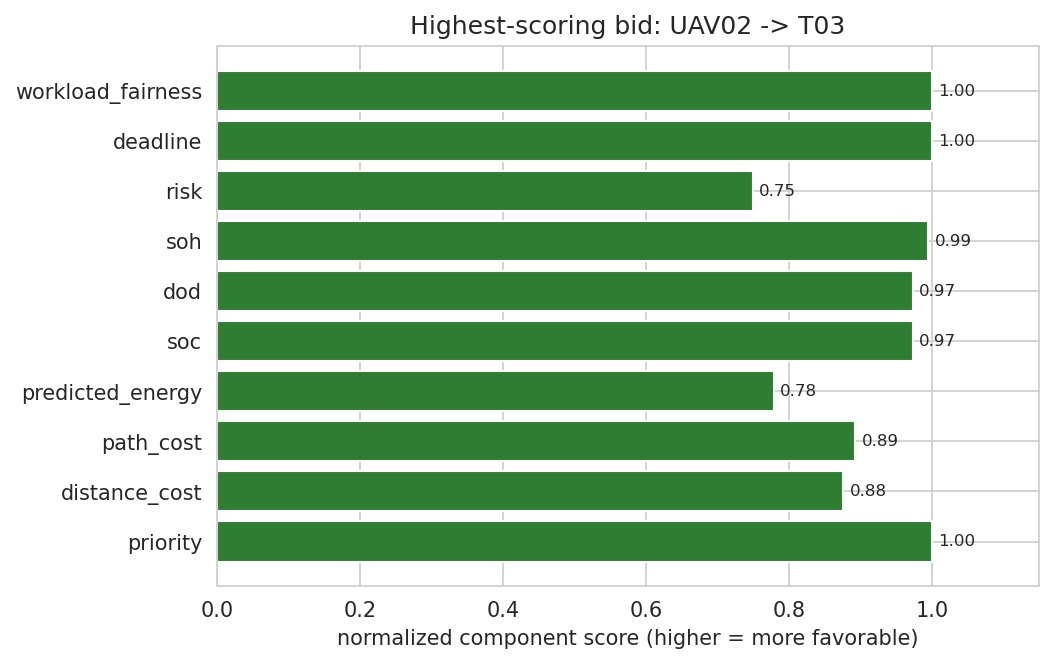 Highest-scoring bid: UAV02 -> T03
workload_fairness 1.00
deadline 1.00
risk 0.75
soh 0.99
dod 0.97
soc 0.97
predicted_energy 0.78
path_cost 0.89
distance_cost 0.88
priority 1.00
0.0 0.2 0.4 0.6 0.8 1.0
normalized component score (higher = more favorable)